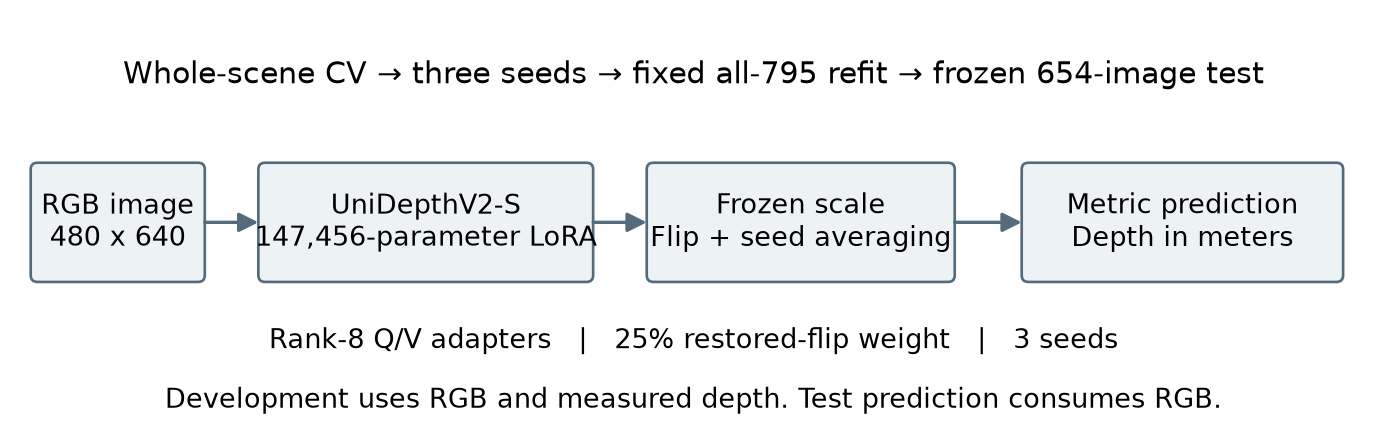 Whole-scene CV → three seeds → fixed all-795 refit → frozen 654-image test
RGB image
480 x 640
UniDepthV2-S
147,456-parameter LoRA
Frozen scale
Flip + seed averaging
Metric prediction
Depth in meters
Rank-8 Q/V adapters | 25% restored-flip weight | 3 seeds
Development uses RGB and measured depth. Test prediction consumes RGB.